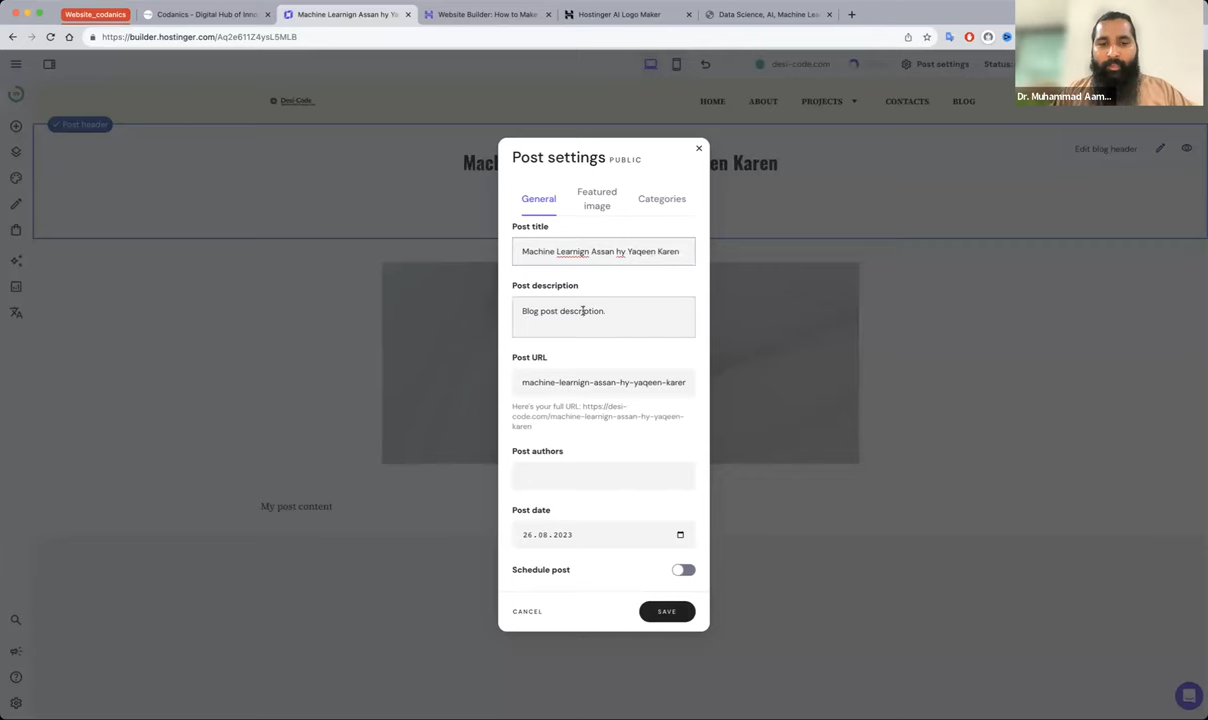 Website_codanics
Codanics - Digital Hub of Inno
Machine Learnign Assan hy Ya
Website Builder: How to Make
Hostinger AI Logo Maker
Data Science, AI, Machine Lea
https://builder.hostinger.com/Aq2e611Z4ysL5MLB
desi-code.com
Post settings
Status:
Dr. Muhammad Aam...
Desi Code
HOME
ABOUT
PROJECTS
CONTACTS
BLOG
Post header
Edit blog header
Mac
en Karen
Post settings PUBLIC
General
Featured
image
Categories
Post title
Machine Learnign Assan hy Yaqeen Karen
Post description
Blog post description.
Post URL
machine-learnign-assan-hy-yaqeen-karer
Here's your full URL: https://desi-
code.com/machine-learnign-assan-hy-yaqeen-
karen
Post authors
Post date
26.08.2023
Schedule post
CANCEL
SAVE
My post content